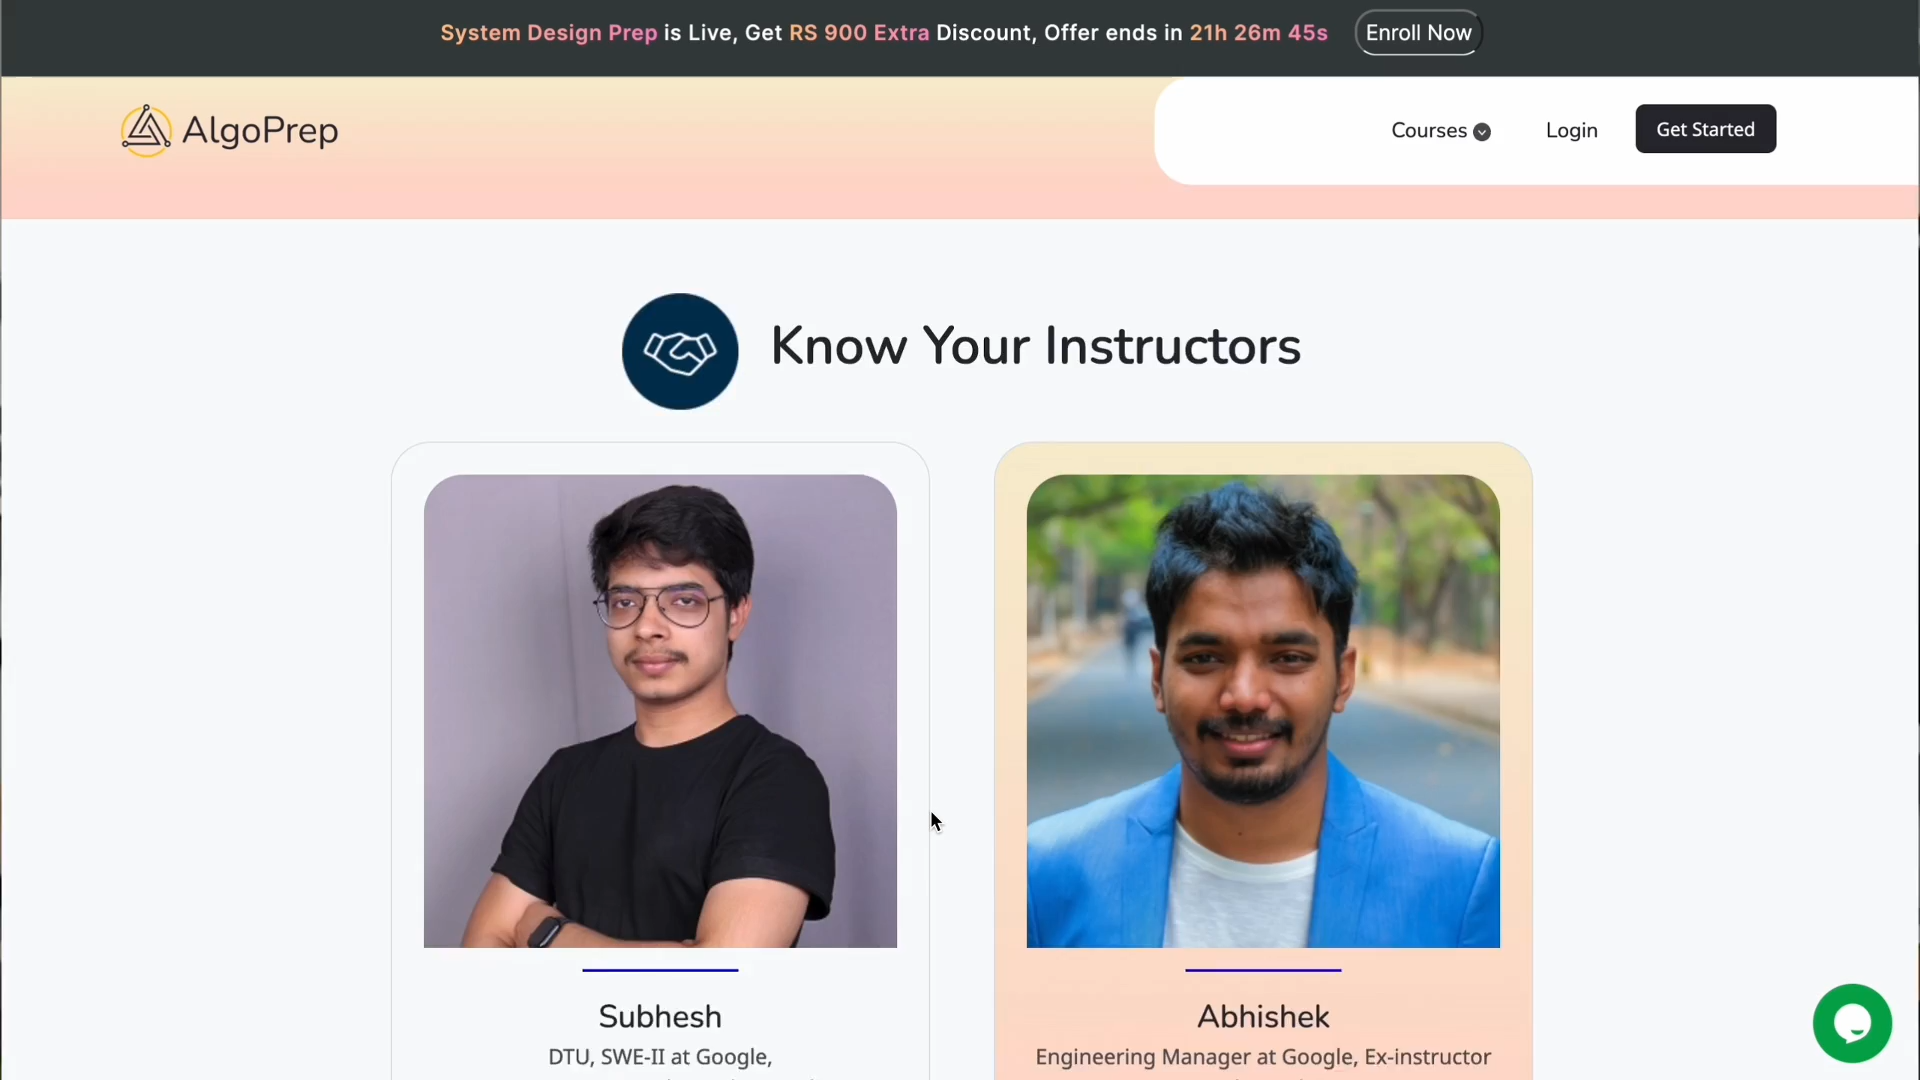 System Design Prep is Live, Get RS 900 Extra Discount, Offer ends in 21h 26m 45s
Enroll Now
AlgoPrep
Courses
Login
Get Started
Know Your Instructors
Subhesh
DTU, SWE-II at Google,
Abhishek
Engineering Manager at Google, Ex-instructor